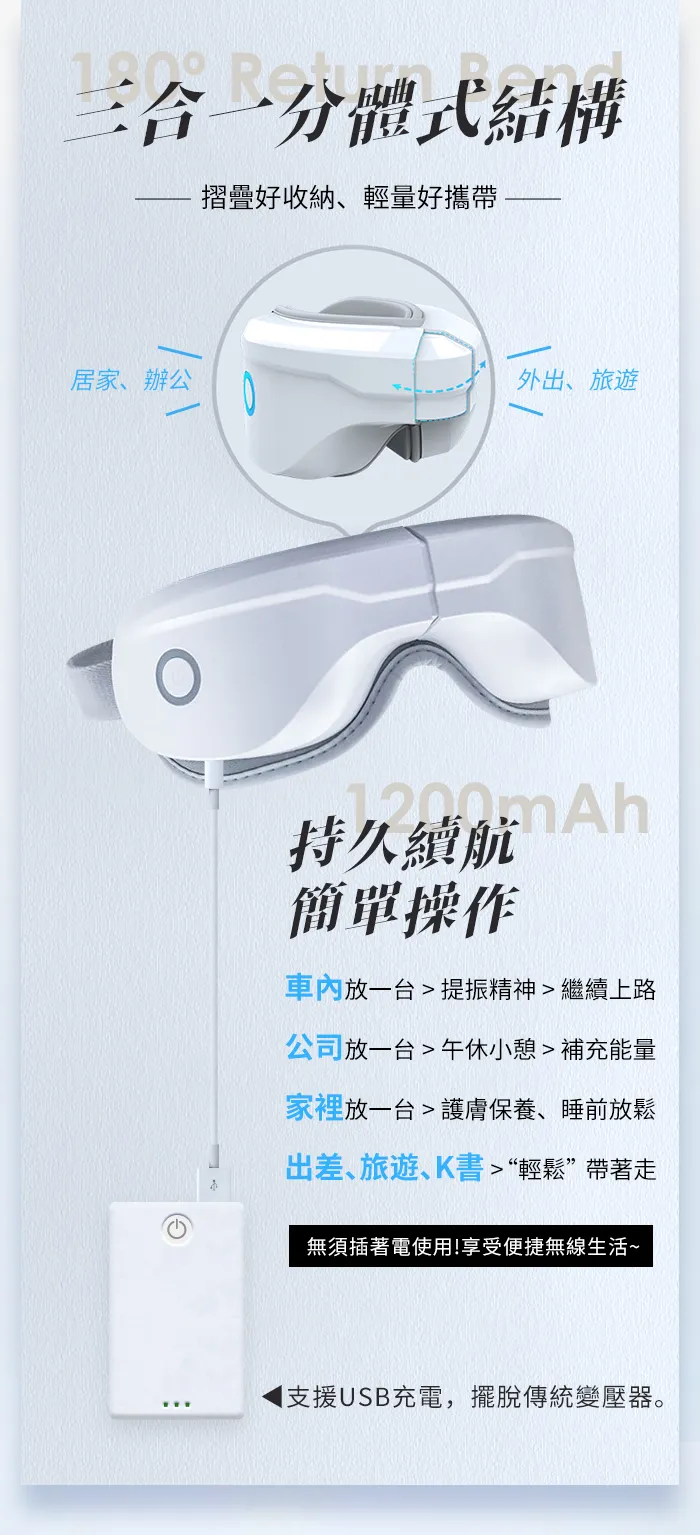 180° Return Bend
三合一分體式結構
摺疊好收納、輕量好攜帶
居家、辦公
外出、旅遊
1200mAh
持久續航
簡單操作
車內放一台 > 提振精神 > 繼續上路
公司放一台 > 午休小憩 > 補充能量
家裡放一台 > 護膚保養、睡前放鬆
出差、旅遊、K書 > “輕鬆” 帶著走
無須插著電使用!享受便捷無線生活~
◀支援USB充電，擺脫傳統變壓器。